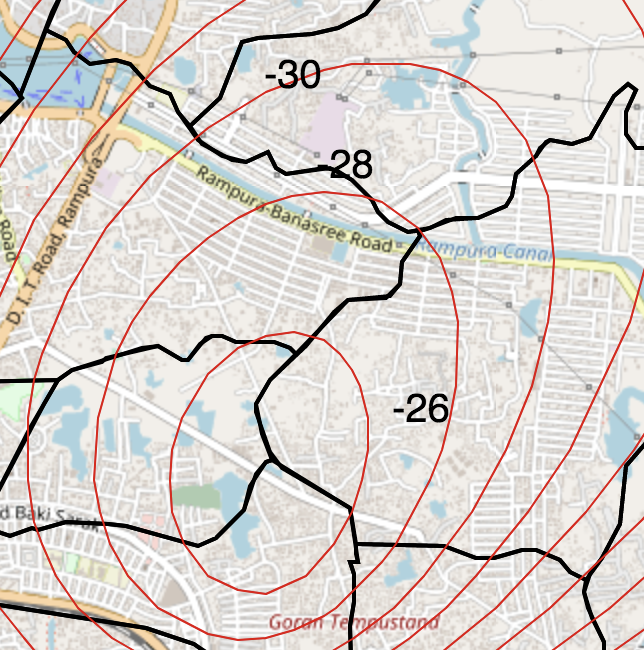 -30
-28
Rampura-Banasree Road
Rampura Canal
D. I. T. Road, Rampura
Road
-26
d Baki Sarak
Goran Tempustand